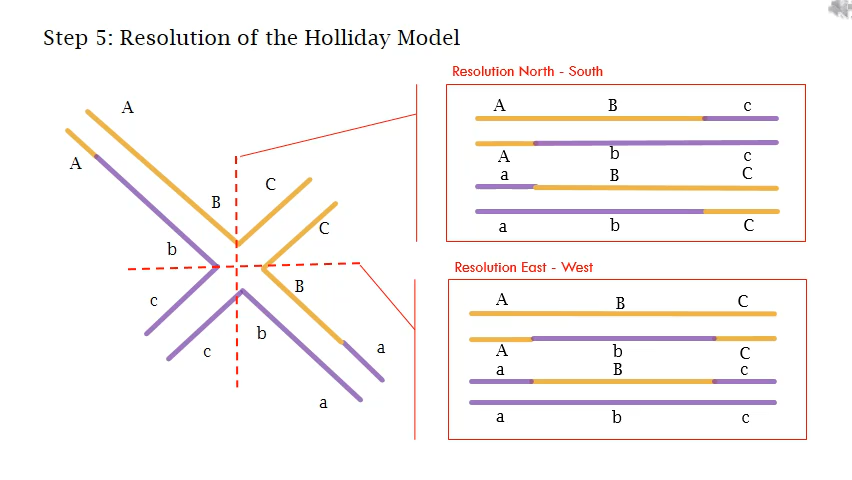 Step 5: Resolution of the Holliday Model
A
A
B
b
C
C
c
c
B
b
a
a
Resolution North - South
A B c
A b c
a B C
a b C
Resolution East - West
A B C
A b C
a B c
a b c